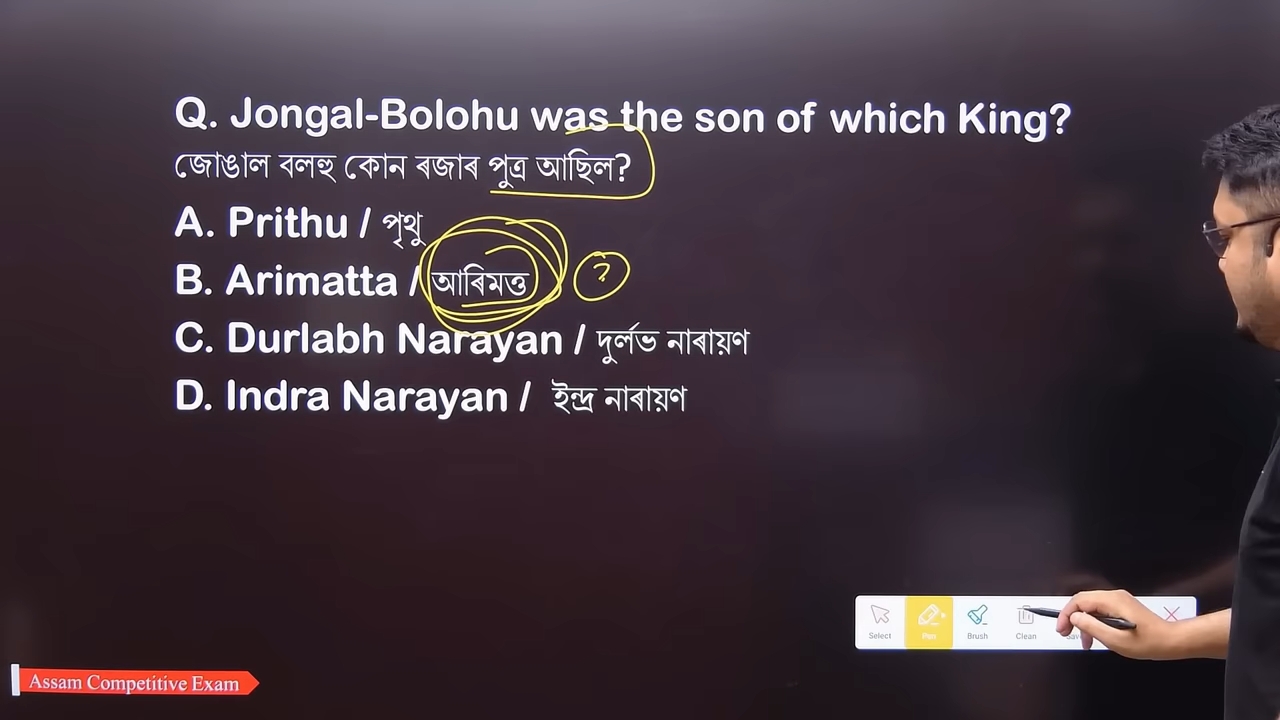 Q. Jongal-Bolohu was the son of which King?
জোঙাল বলহু কোন ৰজাৰ পুত্ৰ আছিল?
A. Prithu / পৃথু
B. Arimatta / আৰিমত্ত ?
C. Durlabh Narayan / দুৰ্লভ নাৰায়ণ
D. Indra Narayan / ইন্দ্ৰ নাৰায়ণ
Select Pen Brush Clean
Assam Competitive Exam